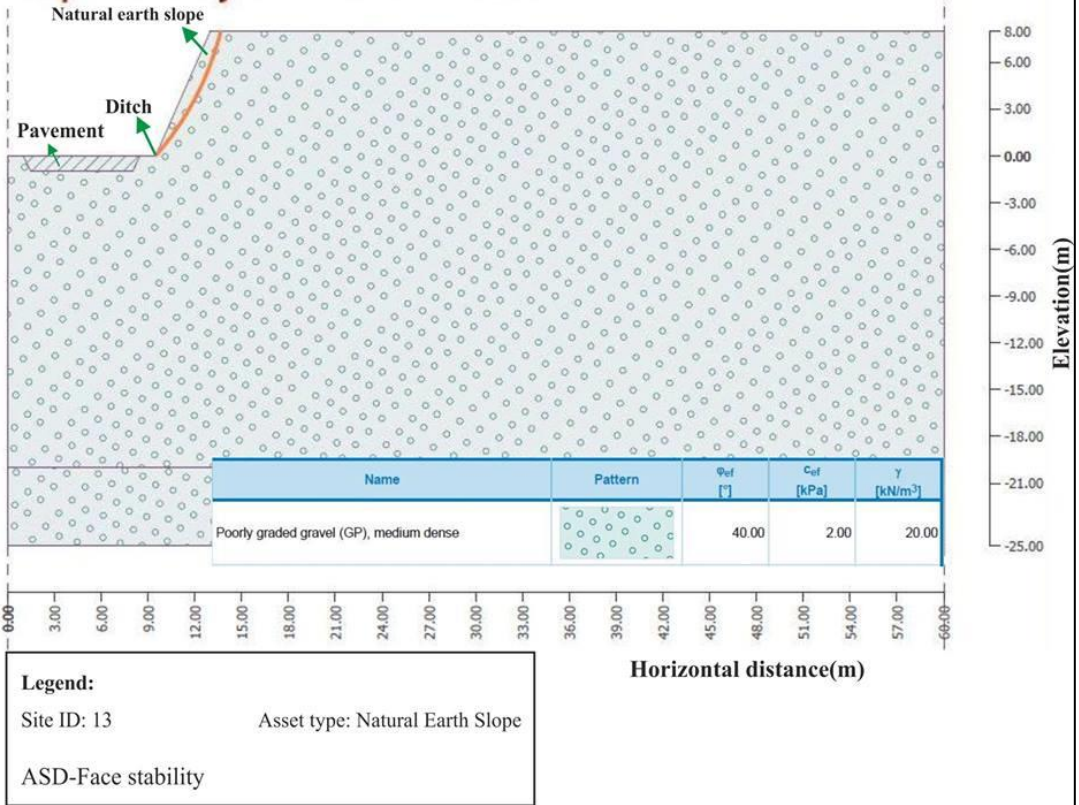 Natural earth slope
Ditch
Pavement
8.00
6.00
3.00
0.00
-3.00
-6.00
-9.00
-12.00
-15.00
-18.00
-21.00
-25.00
Elevation(m)
Name Pattern φef [°] cef [kPa] γ [kN/m³]
Poorly graded gravel (GP), medium dense 40.00 2.00 20.00
0.00 3.00 6.00 9.00 12.00 15.00 18.00 21.00 24.00 27.00 30.00 33.00 36.00 39.00 42.00 45.00 48.00 51.00 54.00 57.00 60.00
Horizontal distance(m)
Legend:
Site ID: 13 Asset type: Natural Earth Slope
ASD-Face stability